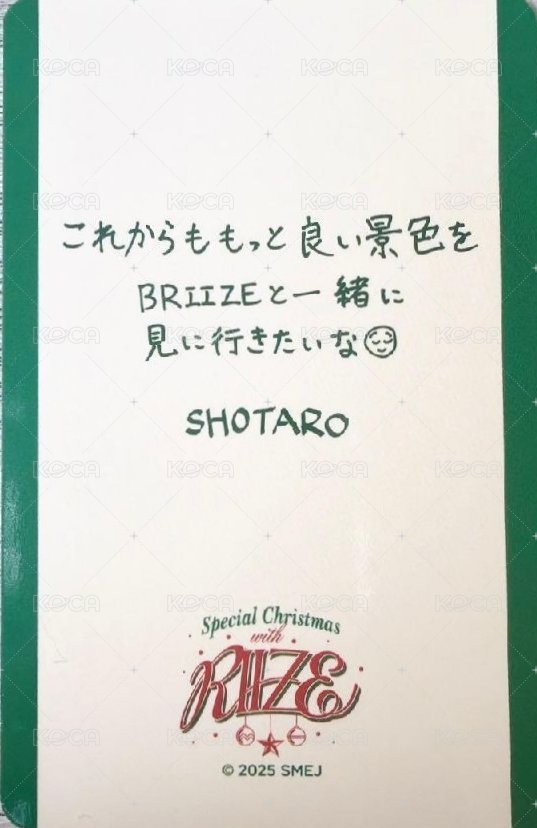 これからももっと良い景色を
BRIIZEと一緒に
見に行きたいな
SHOTARO
Special Christmas
with
RIIZE
© 2025 SMEJ
KOCA